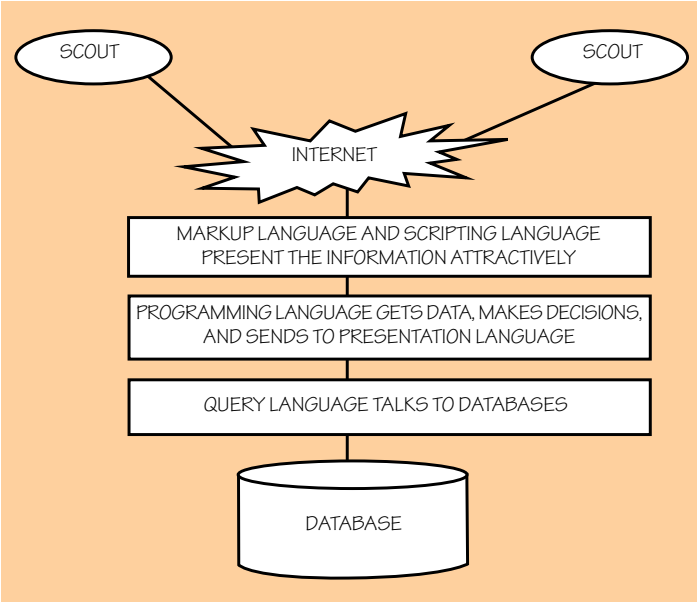 SCOUT
SCOUT
INTERNET
MARKUP LANGUAGE AND SCRIPTING LANGUAGE
PRESENT THE INFORMATION ATTRACTIVELY
PROGRAMMING LANGUAGE GETS DATA, MAKES DECISIONS,
AND SENDS TO PRESENTATION LANGUAGE
QUERY LANGUAGE TALKS TO DATABASES
DATABASE